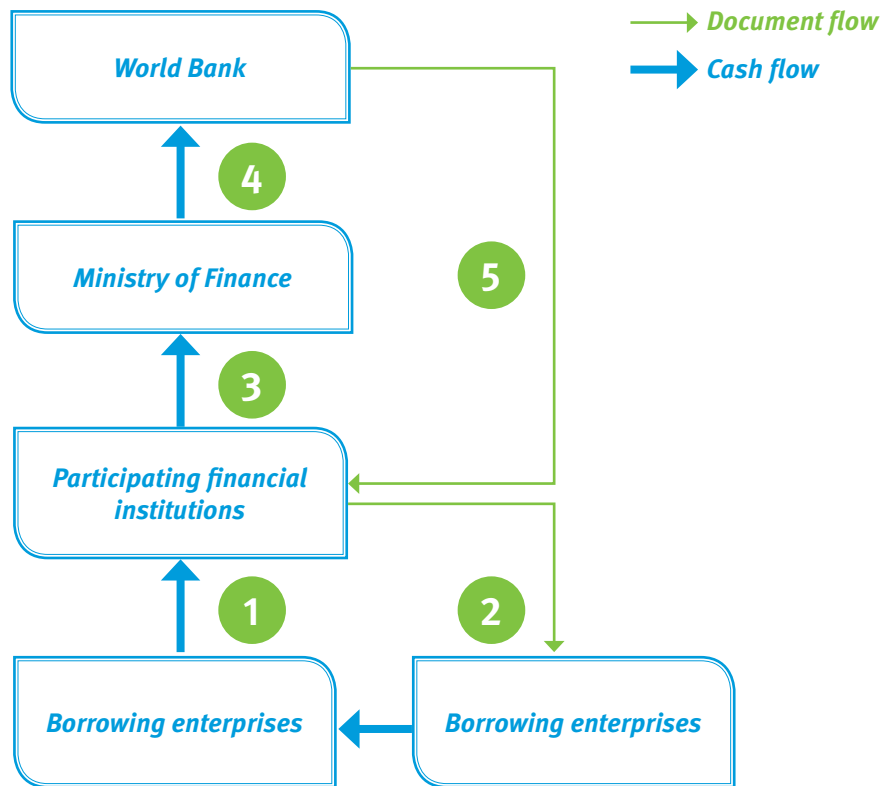 Document flow
World Bank
Cash flow
4
Ministry of Finance
5
3
Participating financial
institutions
1
2
Borrowing enterprises
Borrowing enterprises